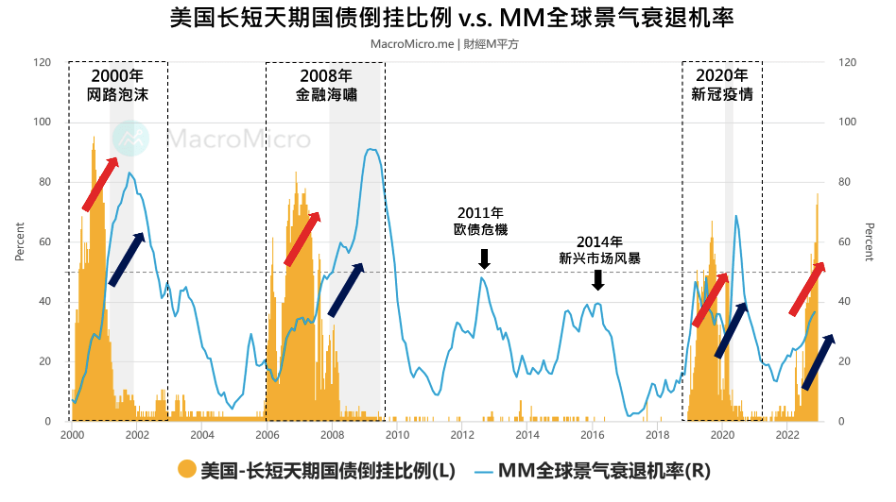 美国长短天期国债倒挂比例 v.s. MM全球景气衰退机率
MacroMicro.me | 財經M平方
120
100
80
60
40
20
0
Percent
120
100
80
60
40
20
0
Percent
2000年
网路泡沫
2008年
金融海嘯
2011年
欧债危機
2014年
新兴市场风暴
2020年
新冠疫情
MacroMicro
2000
2002
2004
2006
2008
2010
2012
2014
2016
2018
2020
2022
美国-长短天期国债倒挂比例(L)
MM全球景气衰退机率(R)